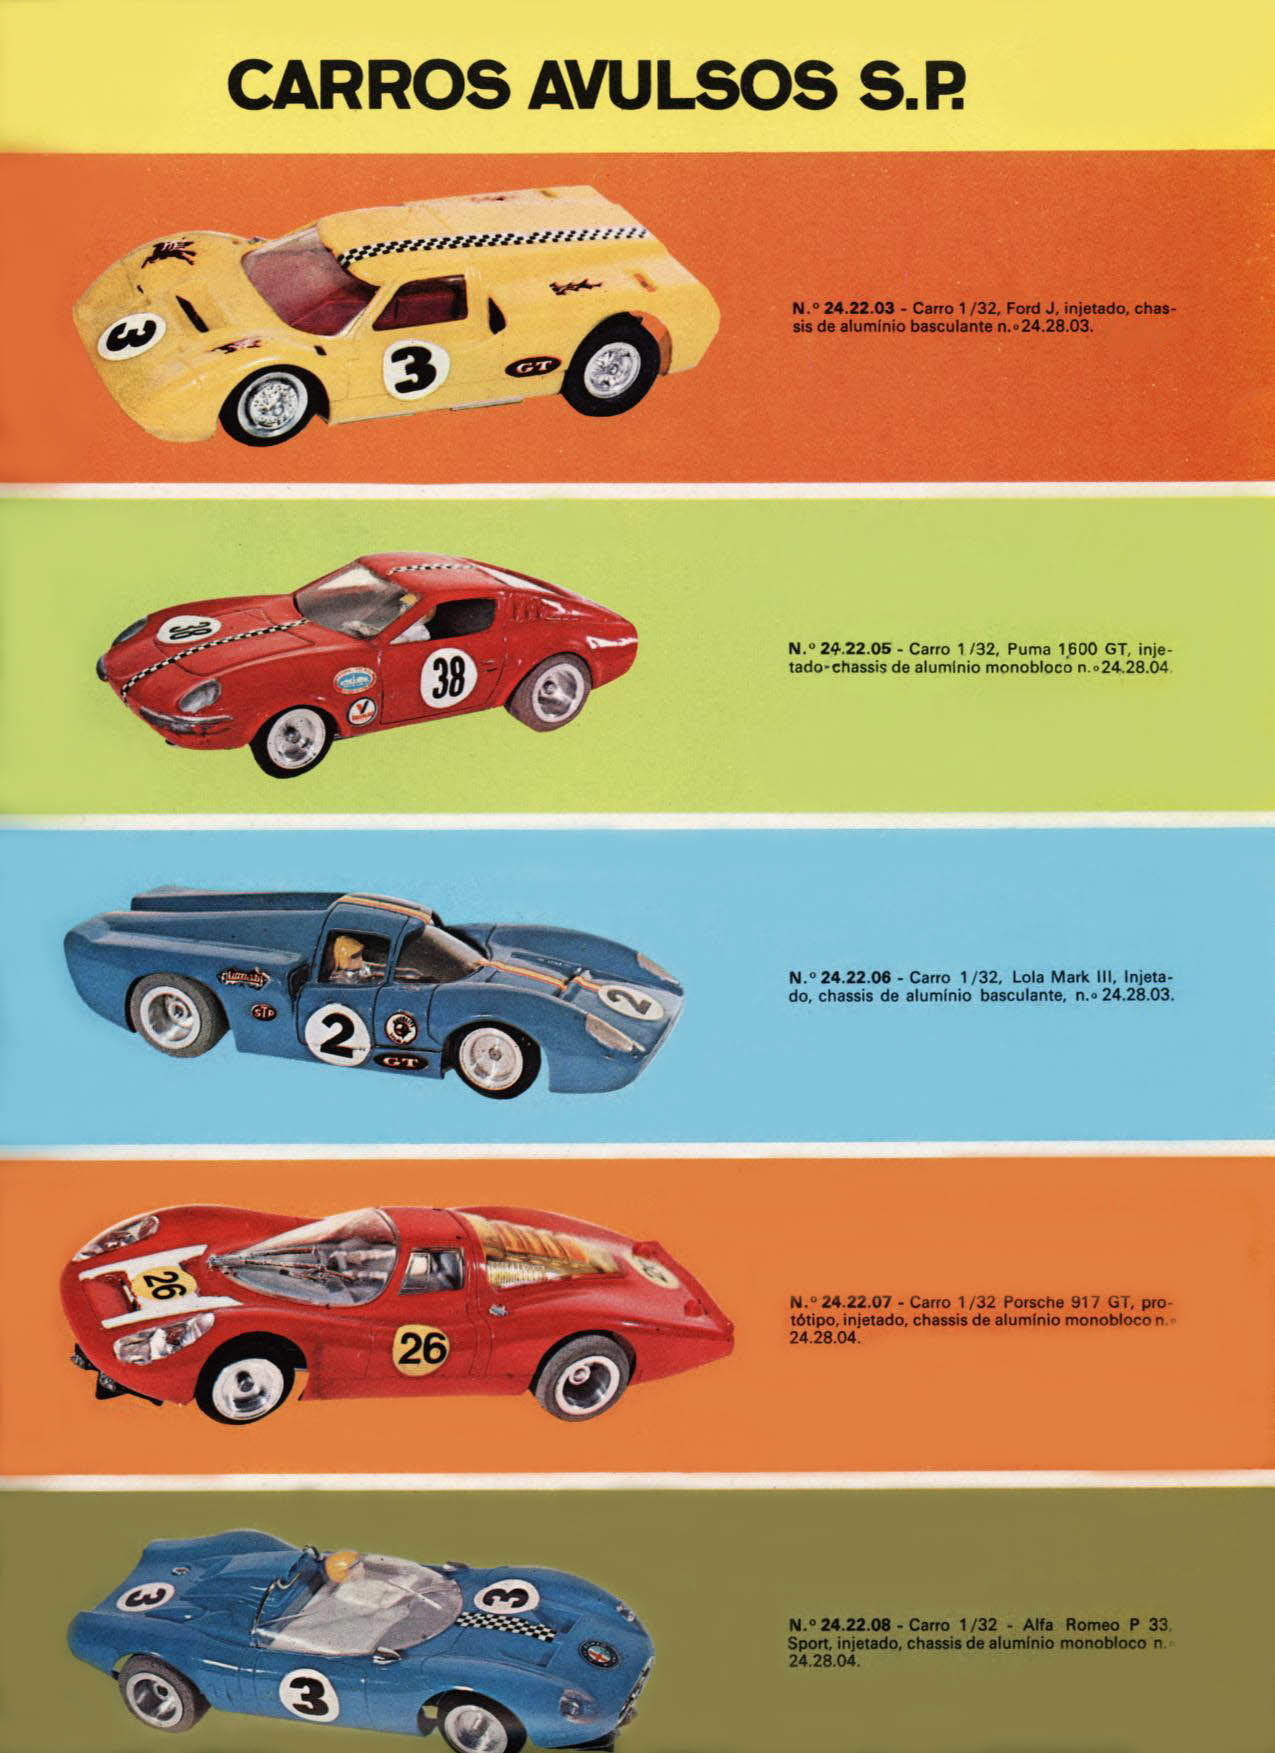 CARROS AVULSOS S.P.
3
3
GT
N.º 24.22.03 - Carro 1/32, Ford J, injetado, chas-
sis de alumínio basculante n.º 24.28.03.
38
38
N.º 24.22.05 - Carro 1/32, Puma 1600 GT, inje-
tado-chassis de alumínio monobloco n.º 24.28.04.
STP
2
GT
2
N.º 24.22.06 - Carro 1/32, Lola Mark III, Injeta-
do, chassis de alumínio basculante, n.º 24.28.03.
26
26
N.º 24.22.07 - Carro 1/32 Porsche 917 GT, pro-
tótipo, injetado, chassis de alumínio monobloco n.º
24.28.04.
3
3
3
N.º 24.22.08 - Carro 1/32 - Alfa Romeo P 33,
Sport, injetado, chassis de alumínio monobloco n.º
24.28.04.